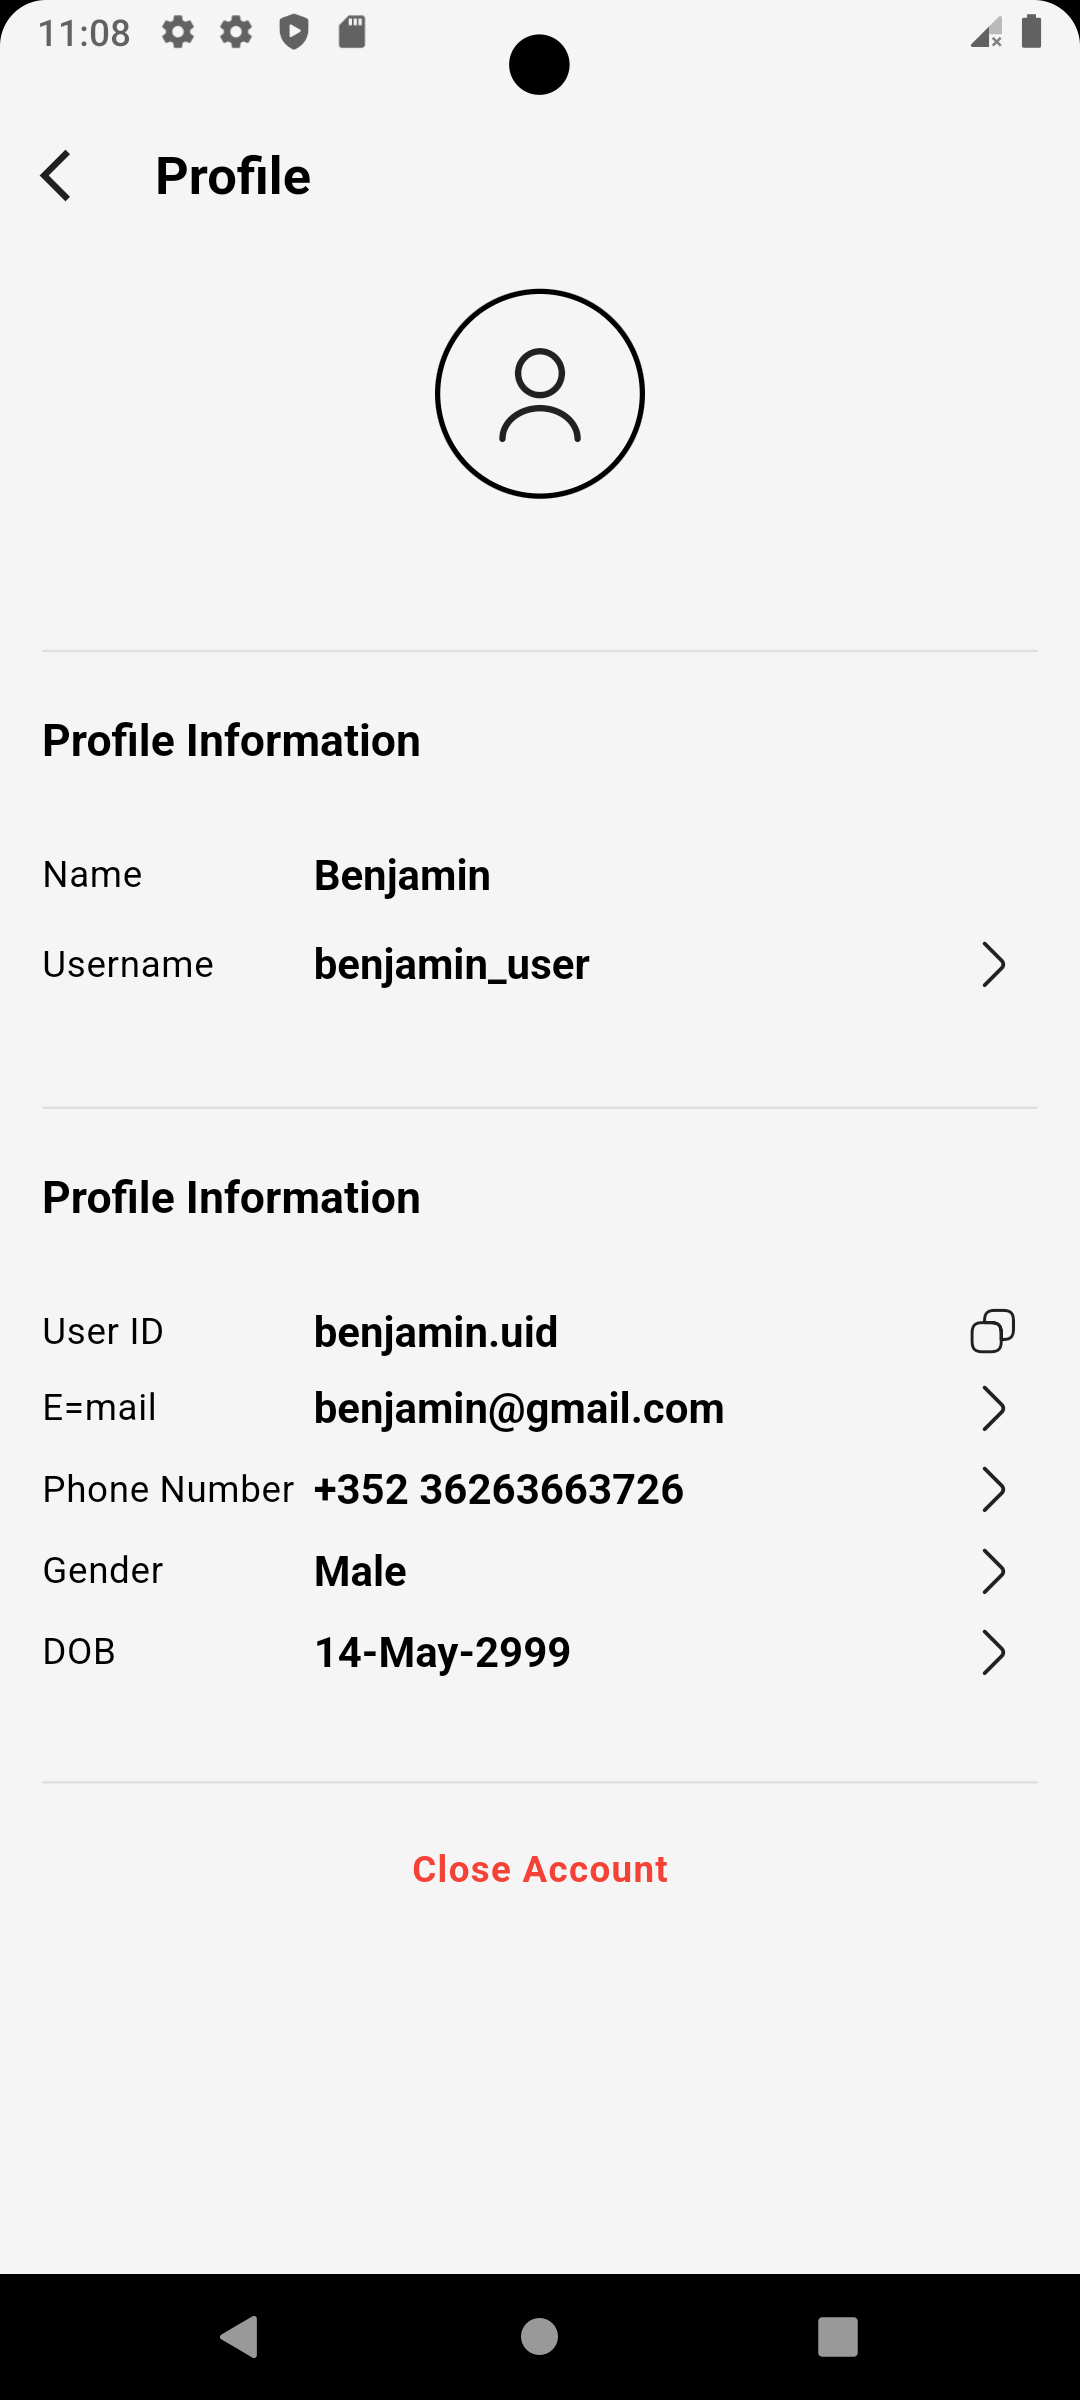 11:08
Profile
Profile Information
Name Benjamin
Username benjamin_user
Profile Information
User ID benjamin.uid
E=mail benjamin@gmail.com
Phone Number +352 36263663726
Gender Male
DOB 14-May-2999
Close Account